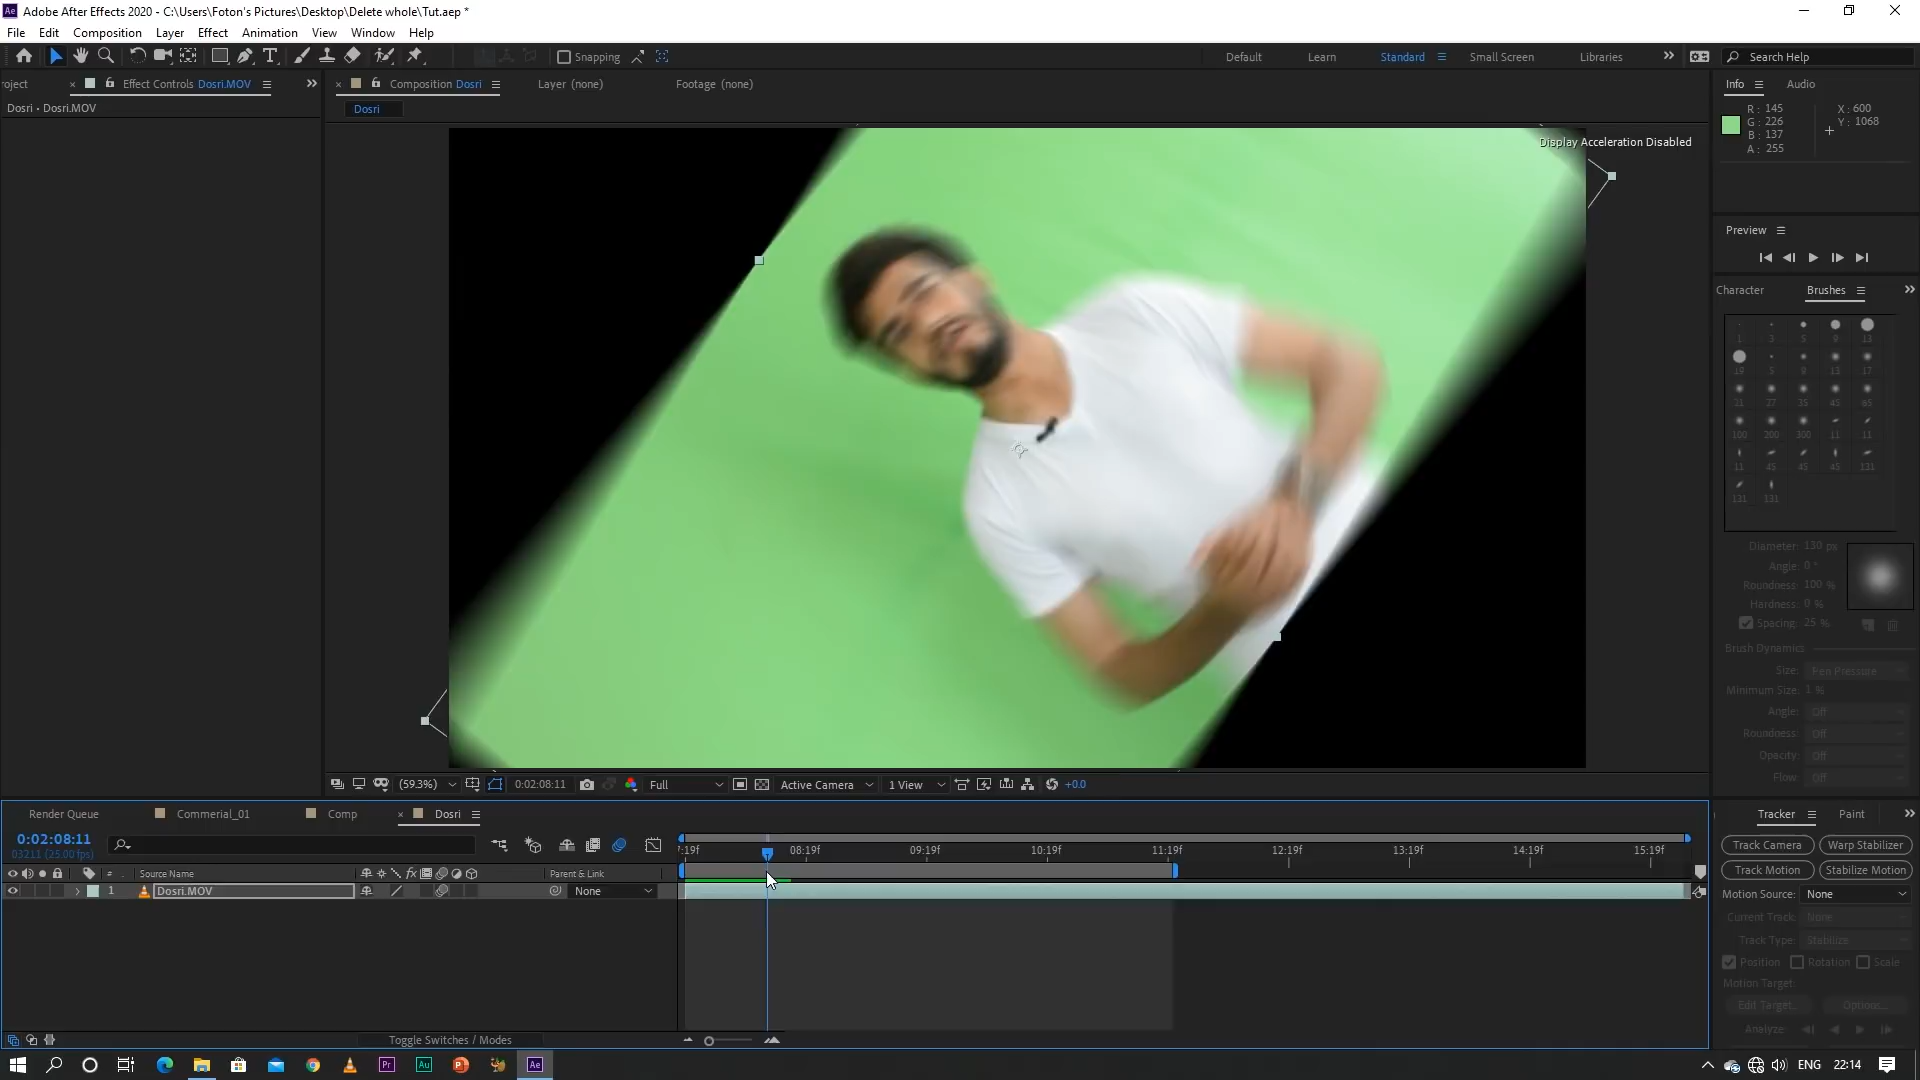 Adobe After Effects 2020 - C:\Users\Foton's Pictures\Desktop\Delete whole\Tut.aep *
File Edit Composition Layer Effect Animation View Window Help
Snapping
Default Learn Standard Small Screen Libraries Search Help
roject Effect Controls Dosri.MOV
Composition Dosri Layer (none) Footage (none)
Info Audio
Dosri • Dosri.MOV
Dosri
R : 145
G : 226
B : 137
A : 255
X : 600
Y : 1068
Display Acceleration Disabled
Preview
Character Brushes
1 3 5 9 13
19 5 9 13 17
21 27 35 45 65
100 200 300 11 11
11 45 45 45 131
131 131
Diameter: 130 px
Angle: 0 °
Roundness: 100 %
Hardness: 0 %
Spacing: 25 %
Brush Dynamics
Size: Pen Pressure
Minimum Size: 1 %
Angle: Off
Roundness: Off
Opacity: Off
Flow: Off
(59.3%) 0:02:08:11 Full Active Camera 1 View +0.0
Render Queue Commerial_01 Comp Dosri
0:02:08:11
03211 (25.00 fps)
:19f 08:19f 09:19f 10:19f 11:19f 12:19f 13:19f 14:19f 15:19f
# Source Name fx Parent & Link
1 Dosri.MOV None
Toggle Switches / Modes
Tracker Paint
Track Camera Warp Stabilizer
Track Motion Stabilize Motion
Motion Source: None
Current Track: None
Track Type: Stabilize
Position Rotation Scale
Motion Target:
Edit Target... Options...
Analyze:
Pr Au Ae
ENG 22:14